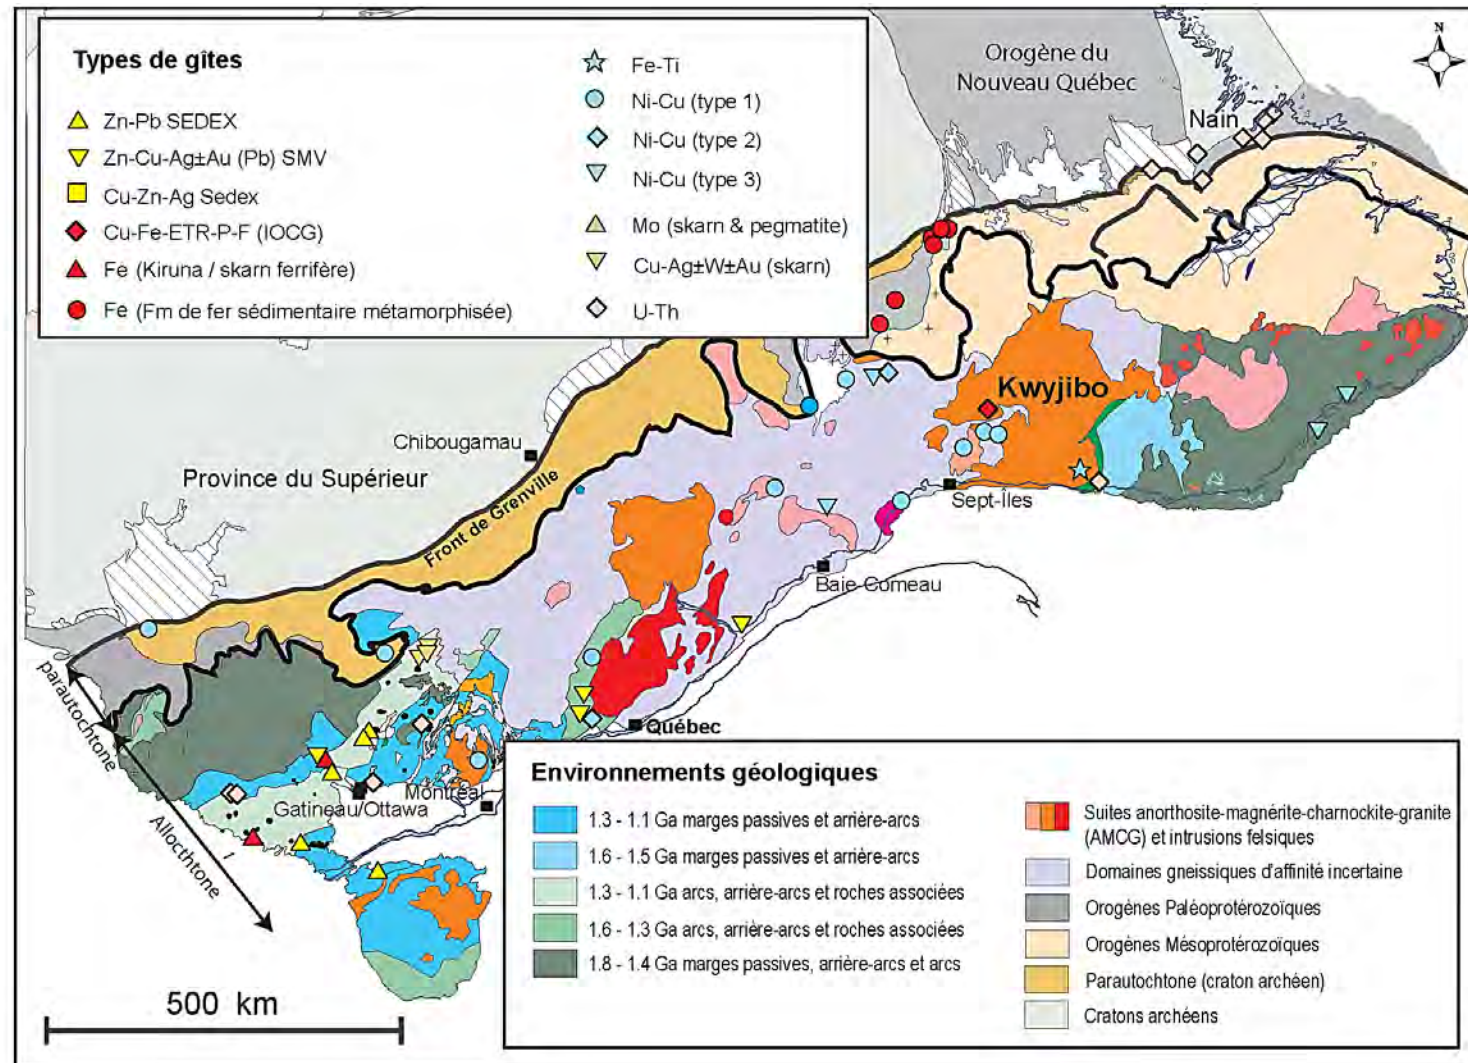 Types de gîtes
Zn-Pb SEDEX
Zn-Cu-Ag±Au (Pb) SMV
Cu-Zn-Ag Sedex
Cu-Fe-ETR-P-F (IOCG)
Fe (Kiruna / skarn ferrifère)
Fe (Fm de fer sédimentaire métamorphisée)
Fe-Ti
Ni-Cu (type 1)
Ni-Cu (type 2)
Ni-Cu (type 3)
Mo (skarn & pegmatite)
Cu-Ag±W±Au (skarn)
U-Th
Orogène du
Nouveau Québec
N
Nain
Kwyjibo
Chibougamau
Province du Supérieur
Front de Grenville
Sept-Îles
Baie-Comeau
Québec
Montréal
Gatineau/Ottawa
parautochtone
Allocthtone
500 km
Environnements géologiques
1.3 - 1.1 Ga marges passives et arrière-arcs
1.6 - 1.5 Ga marges passives et arrière-arcs
1.3 - 1.1 Ga arcs, arrière-arcs et roches associées
1.6 - 1.3 Ga arcs, arrière-arcs et roches associées
1.8 - 1.4 Ga marges passives, arrière-arcs et arcs
Suites anorthosite-magnérite-charnockite-granite
(AMCG) et intrusions felsiques
Domaines gneissiques d'affinité incertaine
Orogènes Paléoprotérozoïques
Orogènes Mésoprotérozoïques
Parautochtone (craton archéen)
Cratons archéens